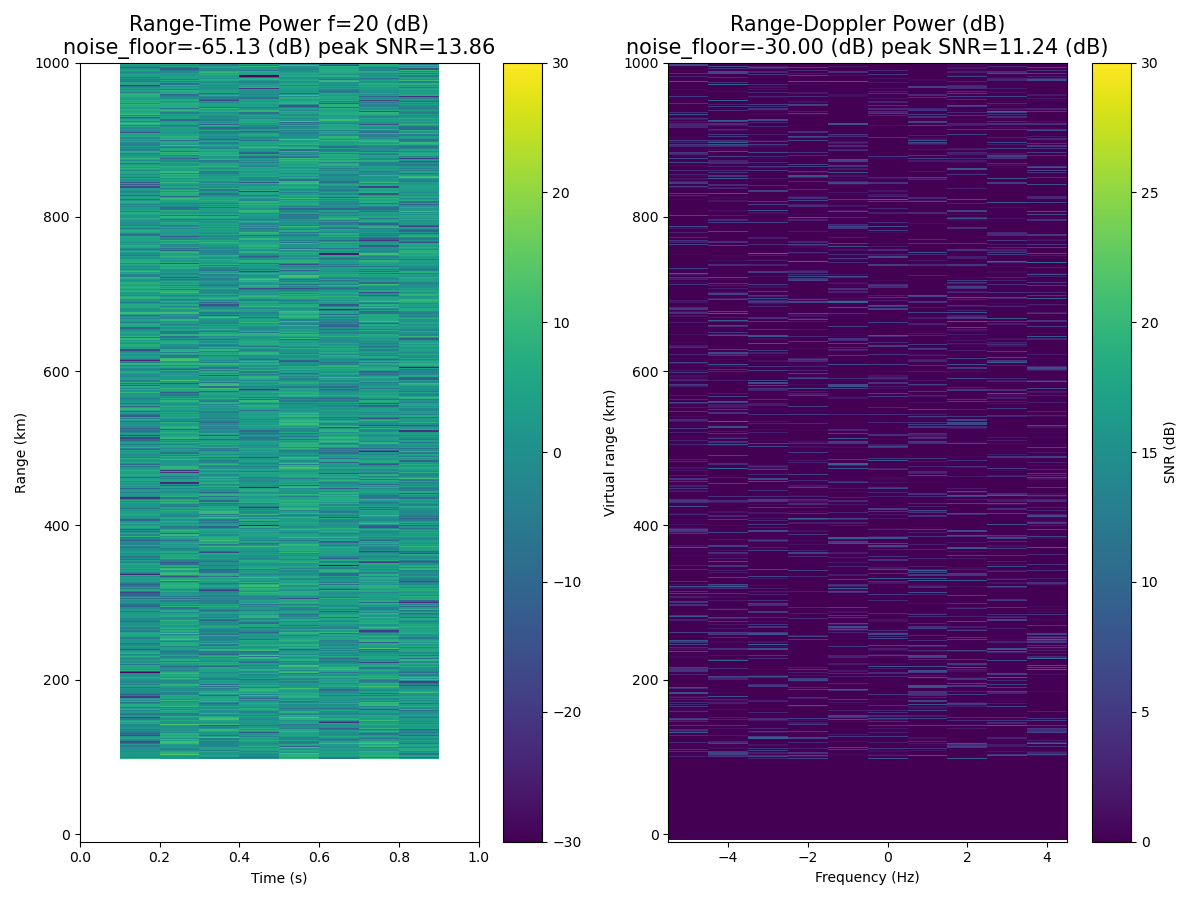 Range-Time Power f=20 (dB)
noise_floor=-65.13 (dB) peak SNR=13.86
Range (km)
1000
800
600
400
200
0
0.0 0.2 0.4 0.6 0.8 1.0
Time (s)
30
20
10
0
−10
−20
−30
Range-Doppler Power (dB)
noise_floor=-30.00 (dB) peak SNR=11.24 (dB)
Virtual range (km)
1000
800
600
400
200
0
−4 −2 0 2 4
Frequency (Hz)
30
25
20
15
10
5
0
SNR (dB)